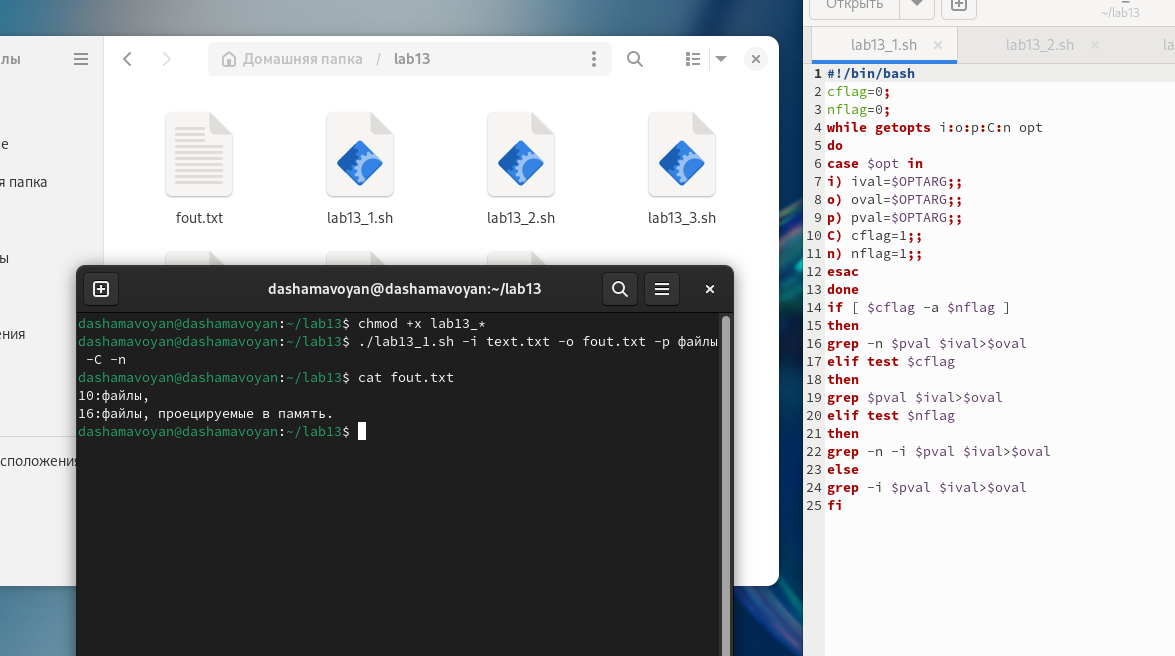 лы
Домашняя папка / lab13
е
я папка
ы
ения
сположения
fout.txt
lab13_1.sh
lab13_2.sh
lab13_3.sh
dashamavoyan@dashamavoyan:~/lab13
dashamavoyan@dashamavoyan:~/lab13$ chmod +x lab13_*
dashamavoyan@dashamavoyan:~/lab13$ ./lab13_1.sh -i text.txt -o fout.txt -p файлы
-C -n
dashamavoyan@dashamavoyan:~/lab13$ cat fout.txt
10:файлы,
16:файлы, проецируемые в память.
dashamavoyan@dashamavoyan:~/lab13$
Открыть
~/lab13
lab13_1.sh
lab13_2.sh
la
1 #!/bin/bash
2 cflag=0;
3 nflag=0;
4 while getopts i:o:p:C:n opt
5 do
6 case $opt in
7 i) ival=$OPTARG;;
8 o) oval=$OPTARG;;
9 p) pval=$OPTARG;;
10 C) cflag=1;;
11 n) nflag=1;;
12 esac
13 done
14 if [ $cflag -a $nflag ]
15 then
16 grep -n $pval $ival>$oval
17 elif test $cflag
18 then
19 grep $pval $ival>$oval
20 elif test $nflag
21 then
22 grep -n -i $pval $ival>$oval
23 else
24 grep -i $pval $ival>$oval
25 fi